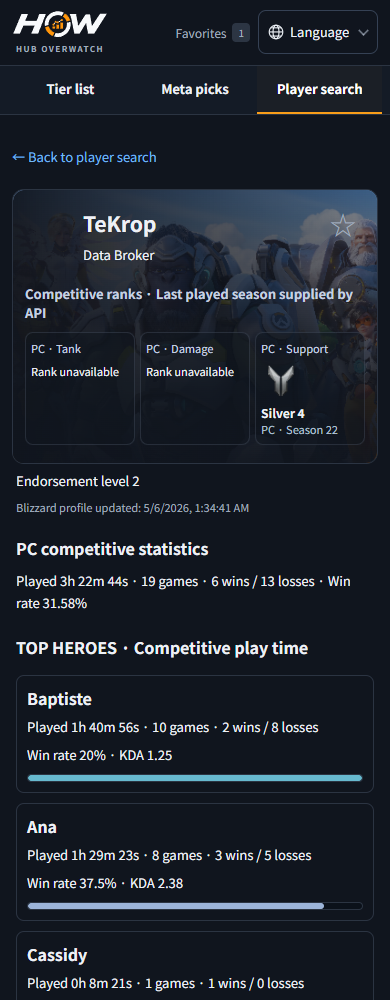 HOW
HUB OVERWATCH
Favorites 1
Language
Tier list
Meta picks
Player search
← Back to player search
TeKrop
Data Broker
Competitive ranks · Last played season supplied by
API
PC · Tank
Rank unavailable
PC · Damage
Rank unavailable
PC · Support
Silver 4
PC · Season 22
Endorsement level 2
Blizzard profile updated: 5/6/2026, 1:34:41 AM
PC competitive statistics
Played 3h 22m 44s · 19 games · 6 wins / 13 losses · Win
rate 31.58%
TOP HEROES · Competitive play time
Baptiste
Played 1h 40m 56s · 10 games · 2 wins / 8 losses
Win rate 20% · KDA 1.25
Ana
Played 1h 29m 23s · 8 games · 3 wins / 5 losses
Win rate 37.5% · KDA 2.38
Cassidy
Played 0h 8m 21s · 1 games · 1 wins / 0 losses